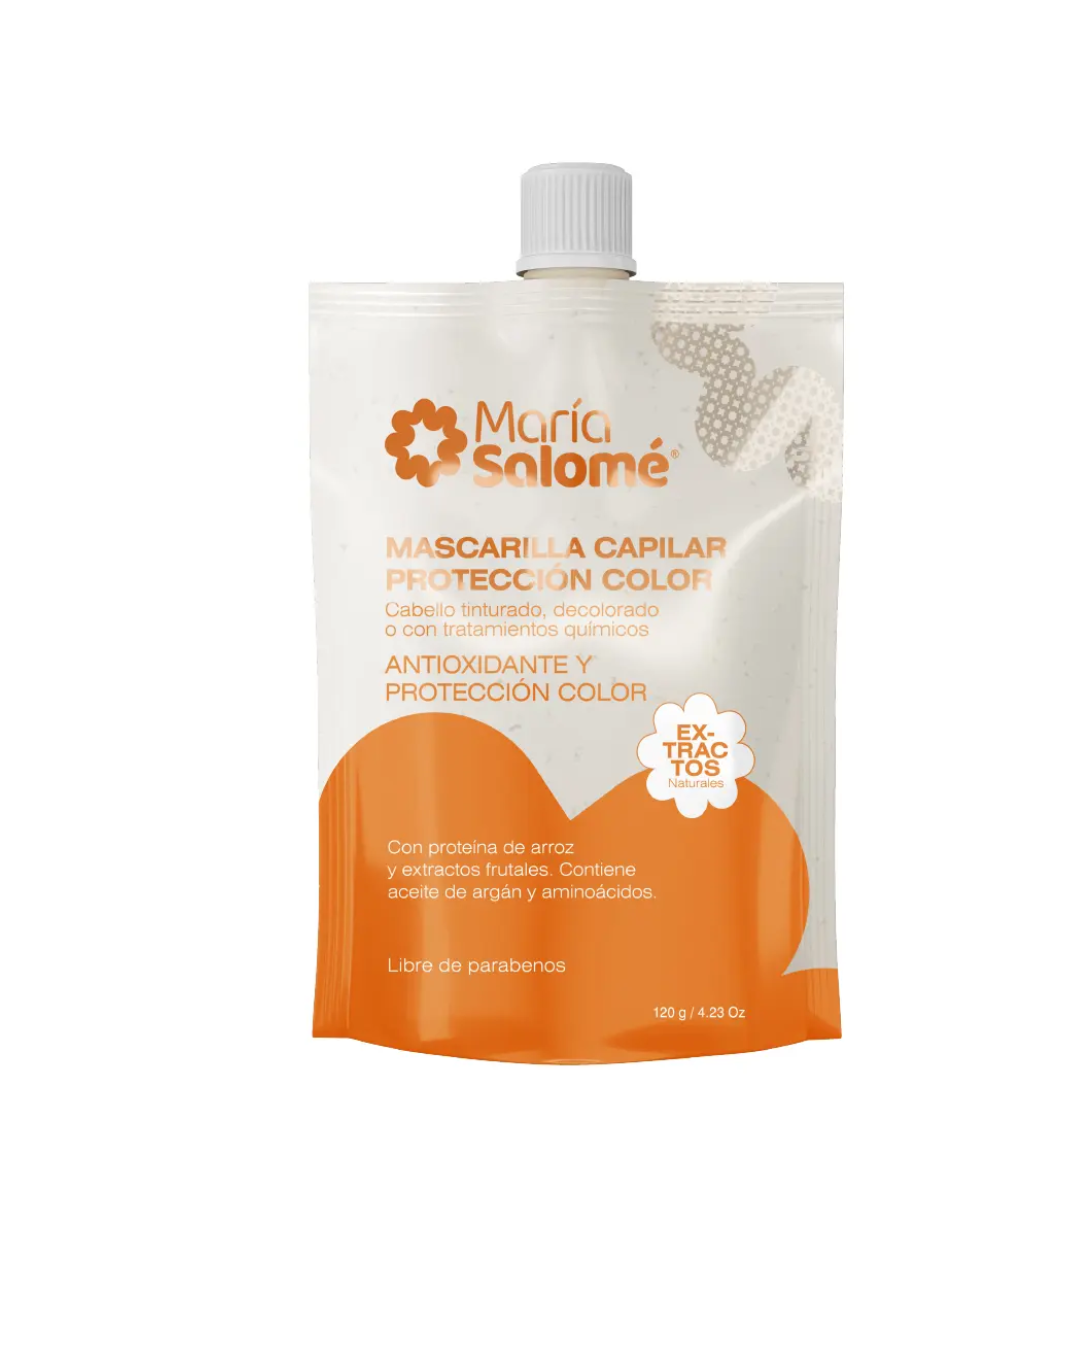 María
Salomé®
MASCARILLA CAPILAR
PROTECCIÓN COLOR
Cabello tinturado, decolorado
o con tratamientos químicos
ANTIOXIDANTE Y
PROTECCIÓN COLOR
EX-
TRAC
TOS
Naturales
Con proteína de arroz
y extractos frutales. Contiene
aceite de argán y aminoácidos.
Libre de parabenos
120 g / 4.23 Oz